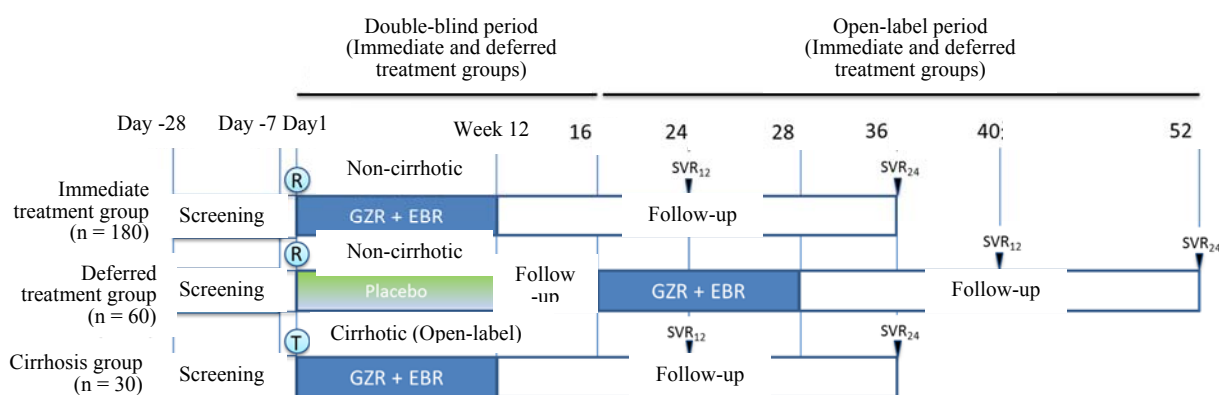 Double-blind period
(Immediate and deferred
treatment groups)
Open-label period
(Immediate and deferred
treatment groups)
Day -28
Day -7
Day1
Week 12
16
24
28
36
40:
52
Immediate
treatment group
(n = 180)
Screening
R
Non-cirrhotic
GZR + EBR
SVR12
Follow-up
SVR24
Deferred
treatment group
(n = 60)
Screening
R
Non-cirrhotic
Placebo
Follow
-up
GZR + EBR
SVR12
Follow-up
SVR24
Cirrhosis group
(n = 30)
Screening
T
Cirrhotic (Open-label)
GZR + EBR
SVR12
Follow-up
SVR24